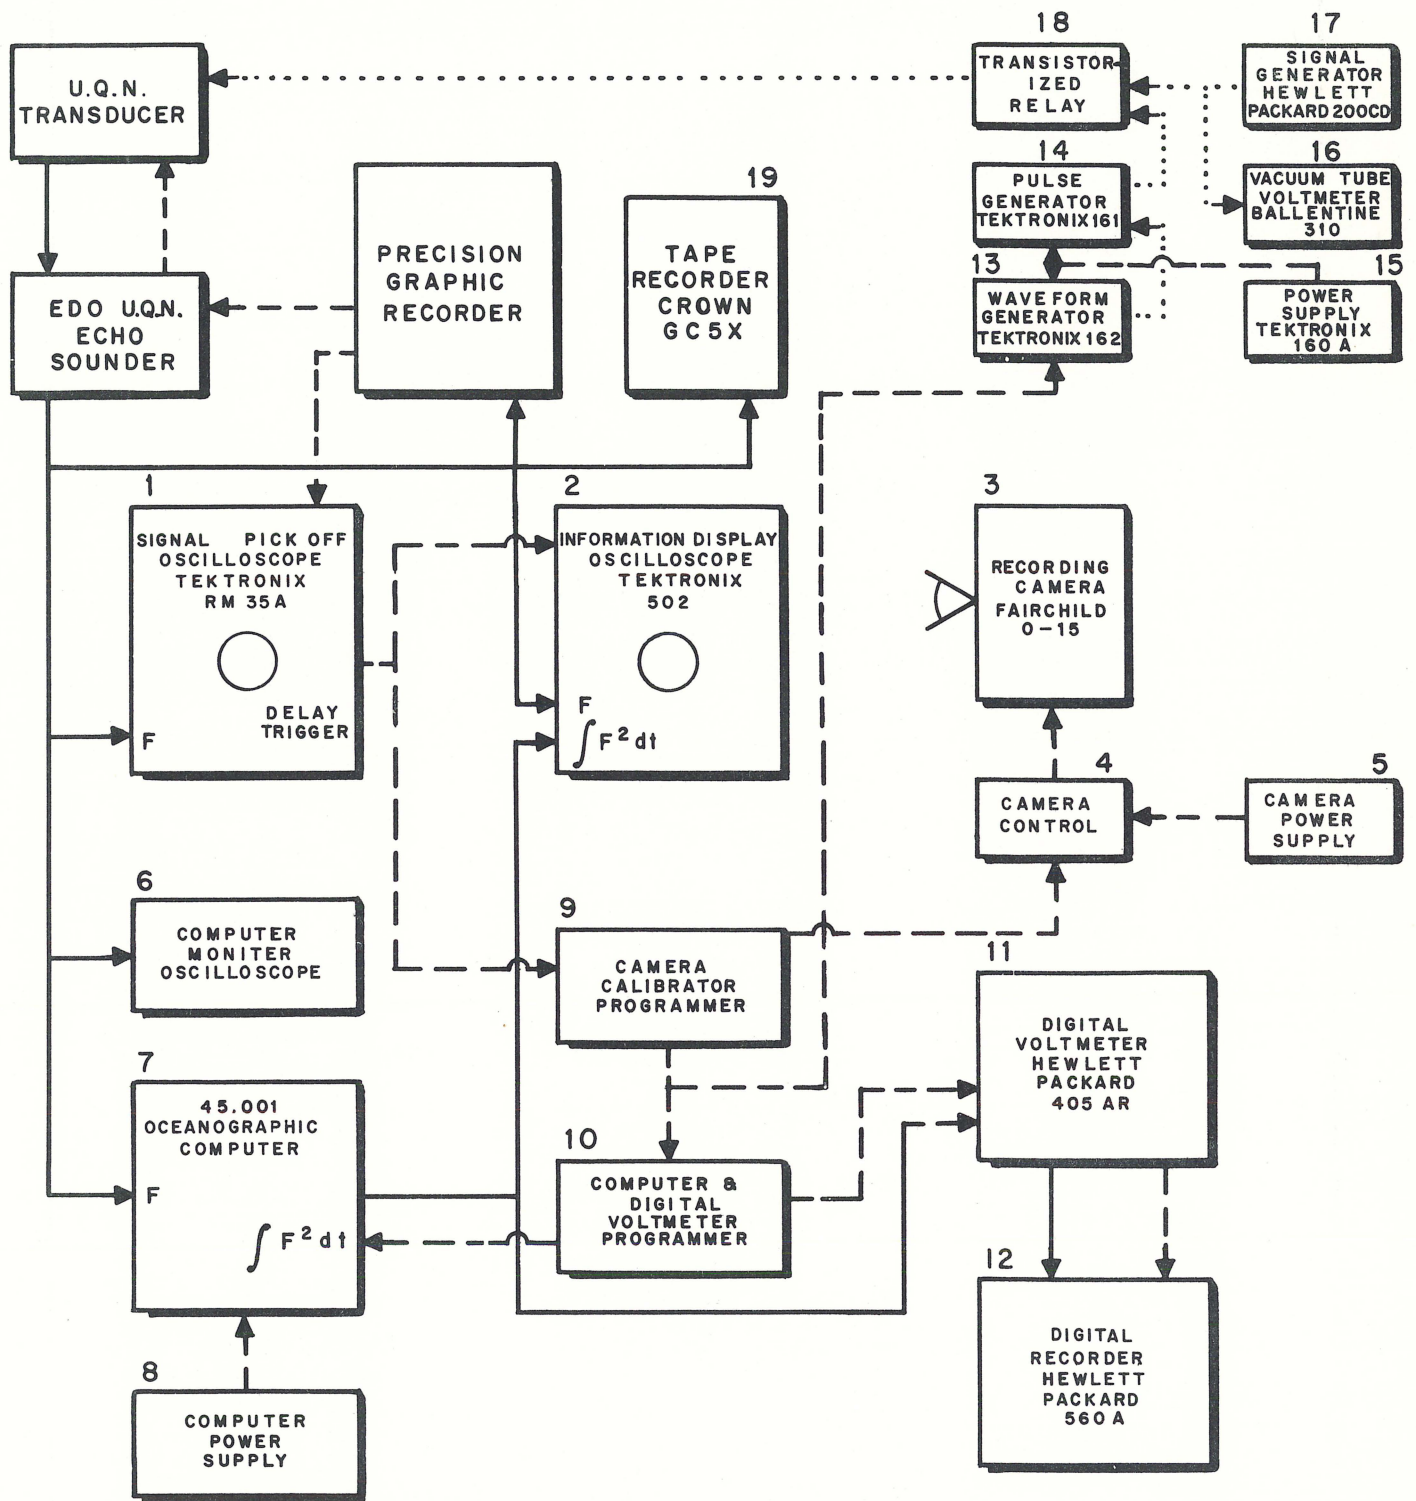 U.Q.N.
TRANSDUCER
18
TRANSISTOR-
IZED
RELAY
17
SIGNAL
GENERATOR
HEWLETT
PACKARD 200CD
14
PULSE
GENERATOR
TEKTRONIX 161
16
VACUUM TUBE
VOLTMETER
BALLENTINE
310
PRECISION
GRAPHIC
RECORDER
19
TAPE
RECORDER
CROWN
GC5X
EDO U.Q.N.
ECHO
SOUNDER
13
WAVEFORM
GENERATOR
TEKTRONIX 162
15
POWER
SUPPLY
TEKTRONIX
160 A
1
SIGNAL PICK OFF
OSCILLOSCOPE
TEKTRONIX
RM 35A
DELAY
TRIGGER
F
2
INFORMATION DISPLAY
OSCILLOSCOPE
TEKTRONIX
502
F
∫F² dt
3
RECORDING
CAMERA
FAIRCHILD
O-15
4
CAMERA
CONTROL
5
CAMERA
POWER
SUPPLY
6
COMPUTER
MONITER
OSCILLOSCOPE
9
CAMERA
CALIBRATOR
PROGRAMMER
11
DIGITAL
VOLTMETER
HEWLETT
PACKARD
405 AR
7
45.001
OCEANOGRAPHIC
COMPUTER
F
∫F² dt
10
COMPUTER &
DIGITAL
VOLTMETER
PROGRAMMER
12
DIGITAL
RECORDER
HEWLETT
PACKARD
560 A
8
COMPUTER
POWER
SUPPLY